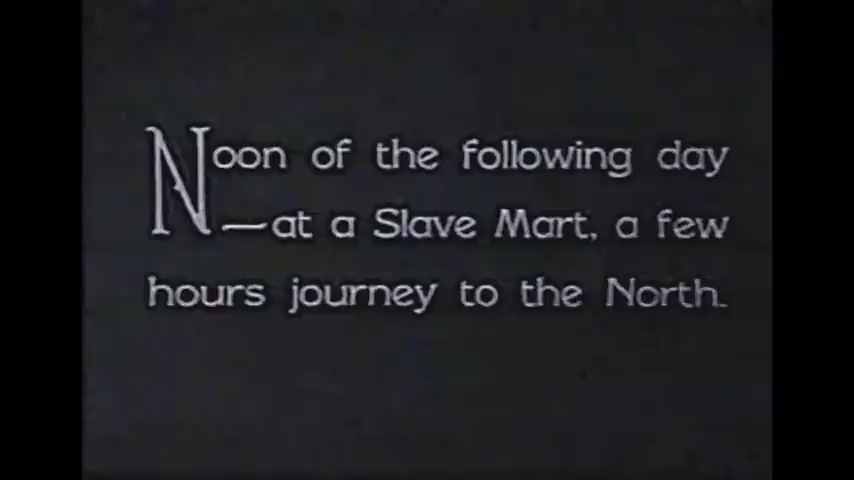 Noon of the following day
—at a Slave Mart, a few
hours journey to the North.